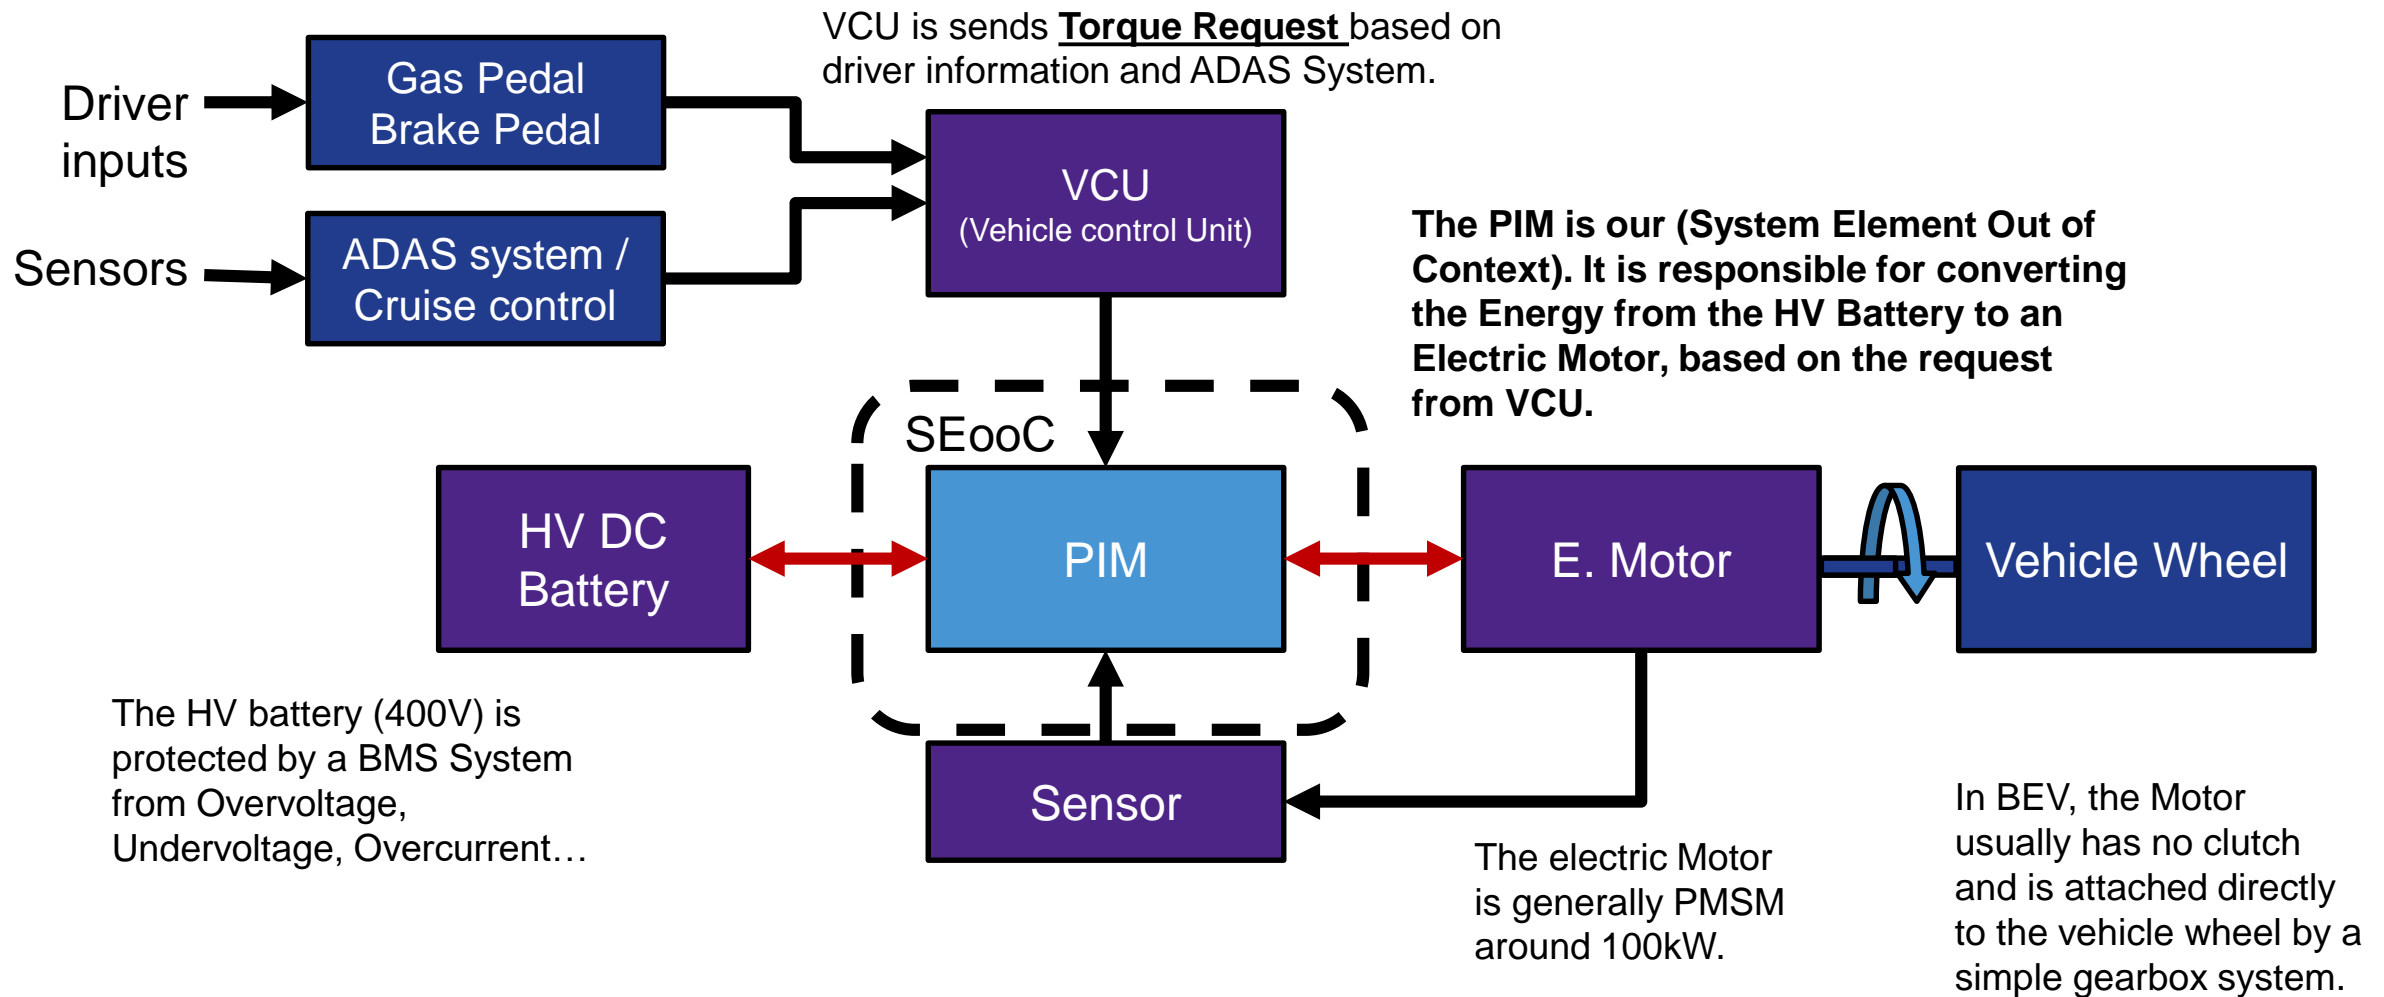 VCU is sends Torque Request based on
driver information and ADAS System.
Driver
inputs
Gas Pedal
Brake Pedal
Sensors
ADAS system /
Cruise control
VCU
(Vehicle control Unit)
The PIM is our (System Element Out of
Context). It is responsible for converting
the Energy from the HV Battery to an
Electric Motor, based on the request
from VCU.
SEooC
HV DC
Battery
PIM
E. Motor
Vehicle Wheel
The HV battery (400V) is
protected by a BMS System
from Overvoltage,
Undervoltage, Overcurrent…
Sensor
The electric Motor
is generally PMSM
around 100kW.
In BEV, the Motor
usually has no clutch
and is attached directly
to the vehicle wheel by a
simple gearbox system.